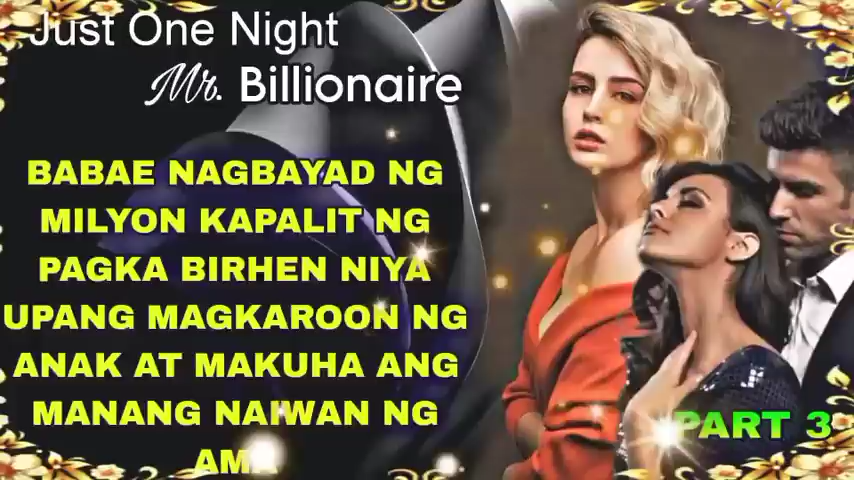 Just One Night
Mr. Billionaire
BABAE NAGBAYAD NG
MILYON KAPALIT NG
PAGKA BIRHEN NIYA
UPANG MAGKAROON NG
ANAK AT MAKUHA ANG
MANANG NAIWAN NG
AMA
PART 3